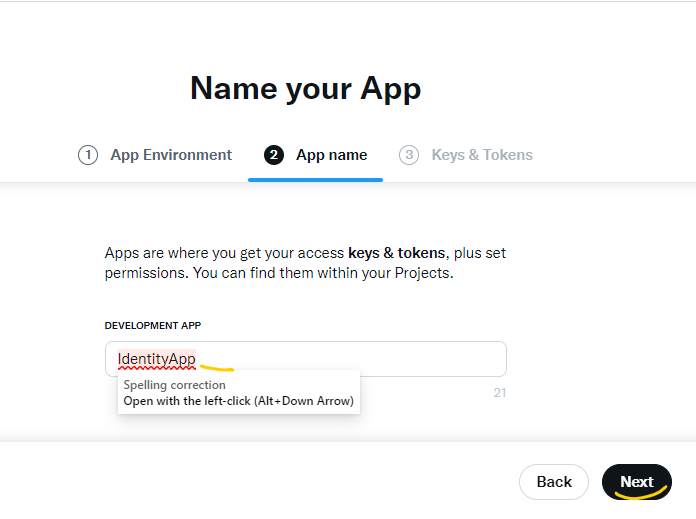 Name your App
1 App Environment 2 App name 3 Keys & Tokens
Apps are where you get your access keys & tokens, plus set
permissions. You can find them within your Projects.
DEVELOPMENT APP
IdentityApp
Spelling correction
Open with the left-click (Alt+Down Arrow)
21
Back Next